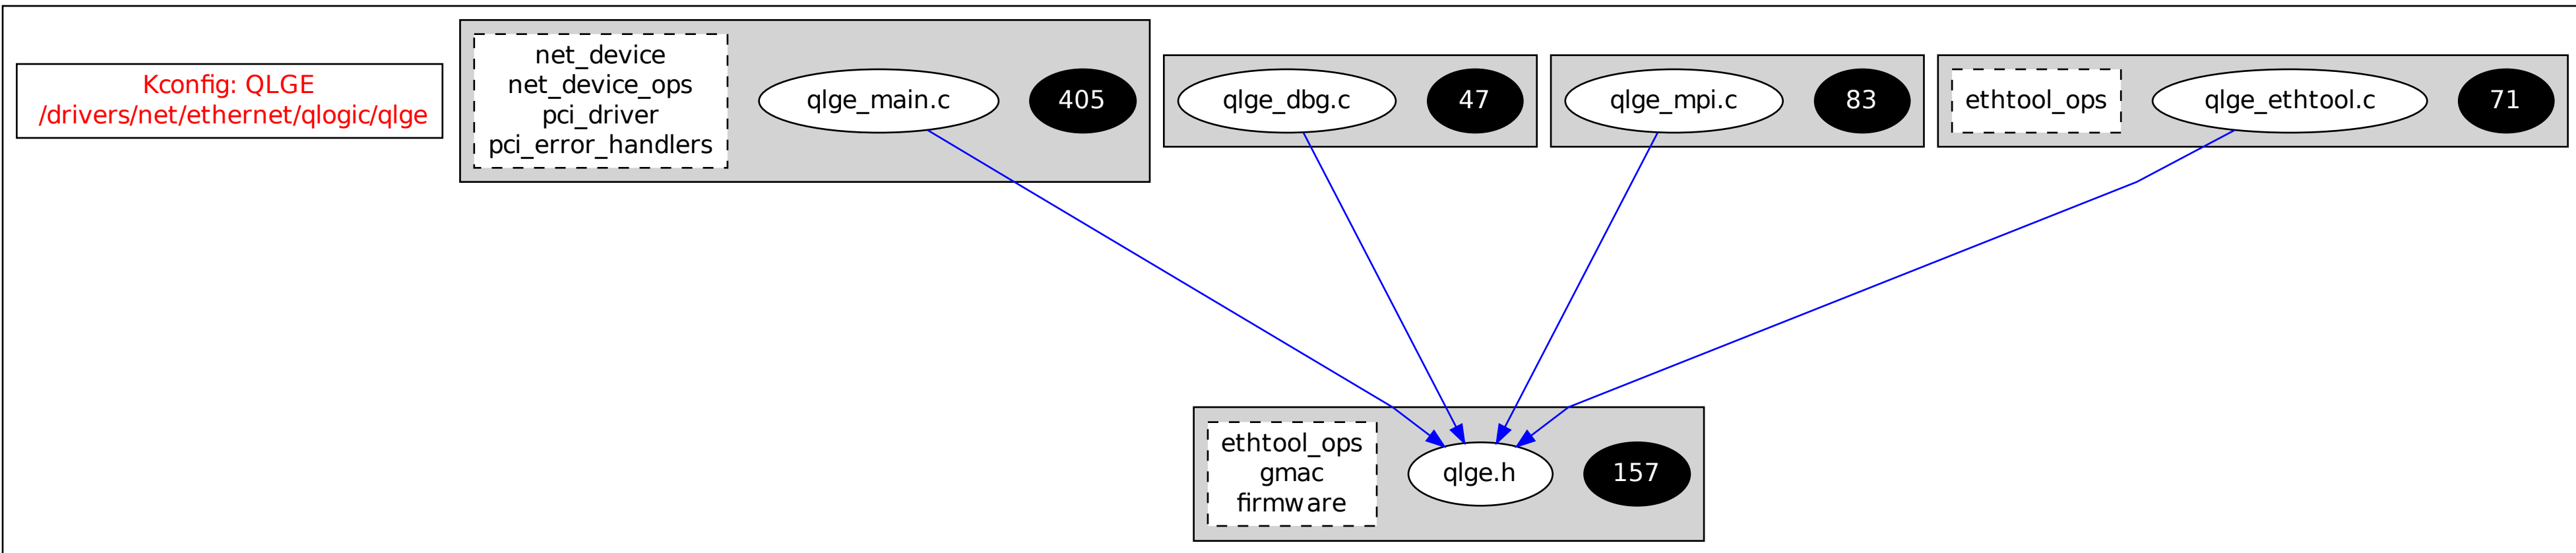 Kconfig: QLGE
/drivers/net/ethernet/qlogic/qlge
net_device
net_device_ops
pci_driver
pci_error_handlers
qlge_main.c
405
qlge_dbg.c
47
qlge_mpi.c
83
ethtool_ops
qlge_ethtool.c
71
ethtool_ops
gmac
firmware
qlge.h
157